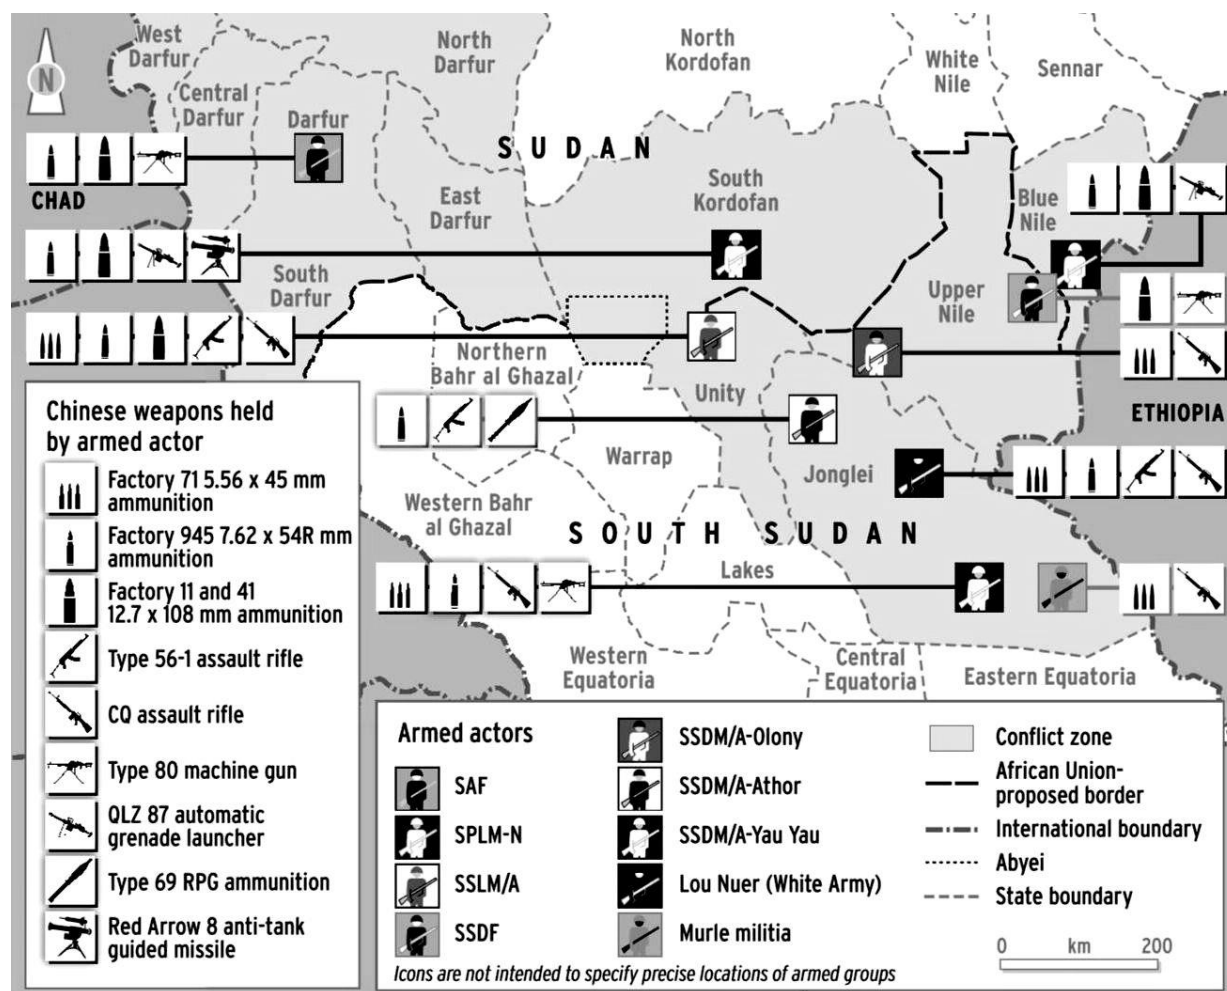 West
Darfur
North
Darfur
North
Kordofan
White
Nile
Sennar
N
Central
Darfur
Darfur
SUDAN
CHAD
East
Darfur
South
Kordofan
Blue
Nile
South
Darfur
Upper
Nile
Northern
Bahr al Ghazal
Unity
ETHIOPIA
Warrap
Jonglei
Western Bahr
al Ghazal
SOUTH SUDAN
Lakes
Western
Equatoria
Central
Equatoria
Eastern Equatoria
Chinese weapons held
by armed actor
Factory 71 5.56 x 45 mm
ammunition
Factory 945 7.62 x 54R mm
ammunition
Factory 11 and 41
12.7 x 108 mm ammunition
Type 56-1 assault rifle
CQ assault rifle
Type 80 machine gun
QLZ 87 automatic
grenade launcher
Type 69 RPG ammunition
Red Arrow 8 anti-tank
guided missile
Armed actors
SAF
SPLM-N
SSLM/A
SSDF
SSDM/A-Olony
SSDM/A-Athor
SSDM/A-Yau Yau
Lou Nuer (White Army)
Murle militia
Conflict zone
African Union-
proposed border
International boundary
Abyei
State boundary
0 km 200
Icons are not intended to specify precise locations of armed groups